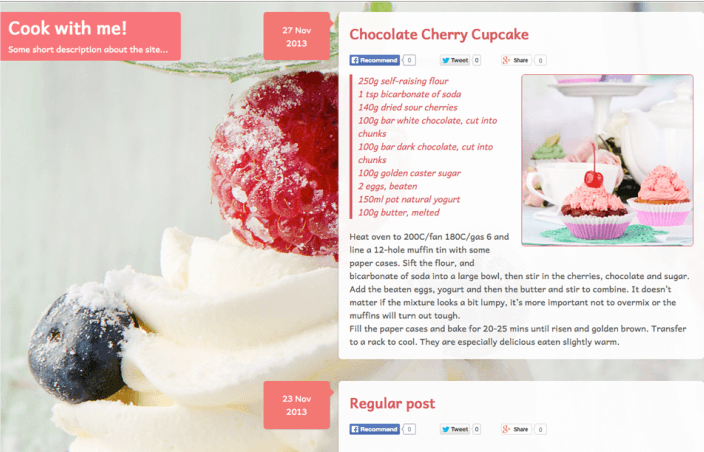 Cook with me!
Some short description about the site...
27 Nov
2013
Chocolate Cherry Cupcake
Recommend 0
Tweet 0
Share 0
250g self-raising flour
1 tsp bicarbonate of soda
140g dried sour cherries
100g bar white chocolate, cut into
chunks
100g bar dark chocolate, cut into
chunks
100g golden caster sugar
2 eggs, beaten
150ml pot natural yogurt
100g butter, melted
Heat oven to 200C/fan 180C/gas 6 and
line a 12-hole muffin tin with some
paper cases. Sift the flour, and
bicarbonate of soda into a large bowl, then stir in the cherries, chocolate and sugar.
Add the beaten eggs, yogurt and then the butter and stir to combine. It doesn't
matter if the mixture looks a bit lumpy, it's more important not to overmix or the
muffins will turn out tough.
Fill the paper cases and bake for 20-25 mins until risen and golden brown. Transfer
to a rack to cool. They are especially delicious eaten slightly warm.
23 Nov
2013
Regular post
Recommend 0
Tweet 0
Share 0